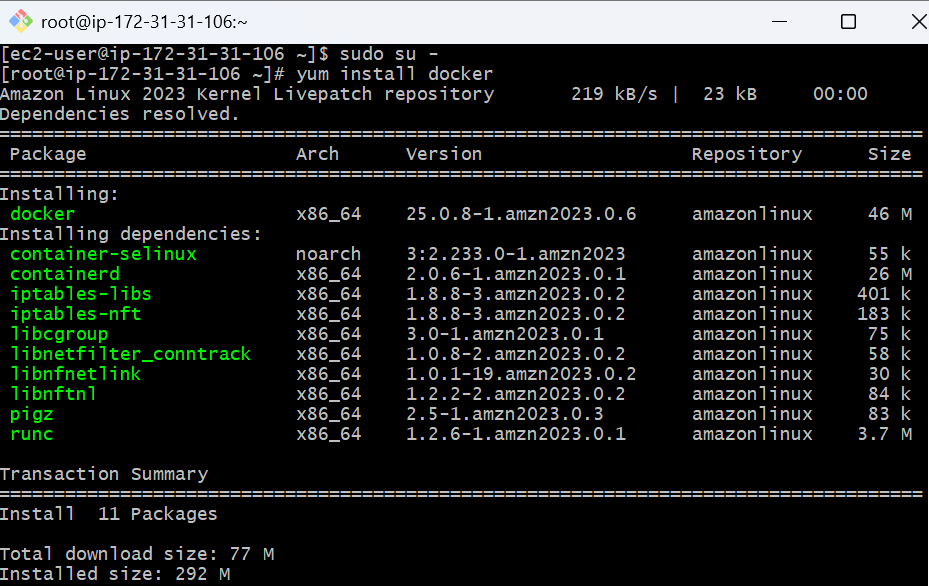 root@ip-172-31-31-106:~
[ec2-user@ip-172-31-31-106 ~]$ sudo su -
[root@ip-172-31-31-106 ~]# yum install docker
Amazon Linux 2023 Kernel Livepatch repository       219 kB/s |  23 kB     00:00
Dependencies resolved.
====================================================================================
 Package                   Arch      Version                   Repository      Size
====================================================================================
Installing:
 docker                    x86_64    25.0.8-1.amzn2023.0.6     amazonlinux     46 M
Installing dependencies:
 container-selinux         noarch    3:2.233.0-1.amzn2023      amazonlinux     55 k
 containerd                x86_64    2.0.6-1.amzn2023.0.1      amazonlinux     26 M
 iptables-libs             x86_64    1.8.8-3.amzn2023.0.2      amazonlinux    401 k
 iptables-nft              x86_64    1.8.8-3.amzn2023.0.2      amazonlinux    183 k
 libcgroup                 x86_64    3.0-1.amzn2023.0.1        amazonlinux     75 k
 libnetfilter_conntrack    x86_64    1.0.8-2.amzn2023.0.2      amazonlinux     58 k
 libnfnetlink              x86_64    1.0.1-19.amzn2023.0.2     amazonlinux     30 k
 libnftnl                  x86_64    1.2.2-2.amzn2023.0.2      amazonlinux     84 k
 pigz                      x86_64    2.5-1.amzn2023.0.3        amazonlinux     83 k
 runc                      x86_64    1.2.6-1.amzn2023.0.1      amazonlinux    3.7 M
Transaction Summary
====================================================================================
Install  11 Packages
Total download size: 77 M
Installed size: 292 M